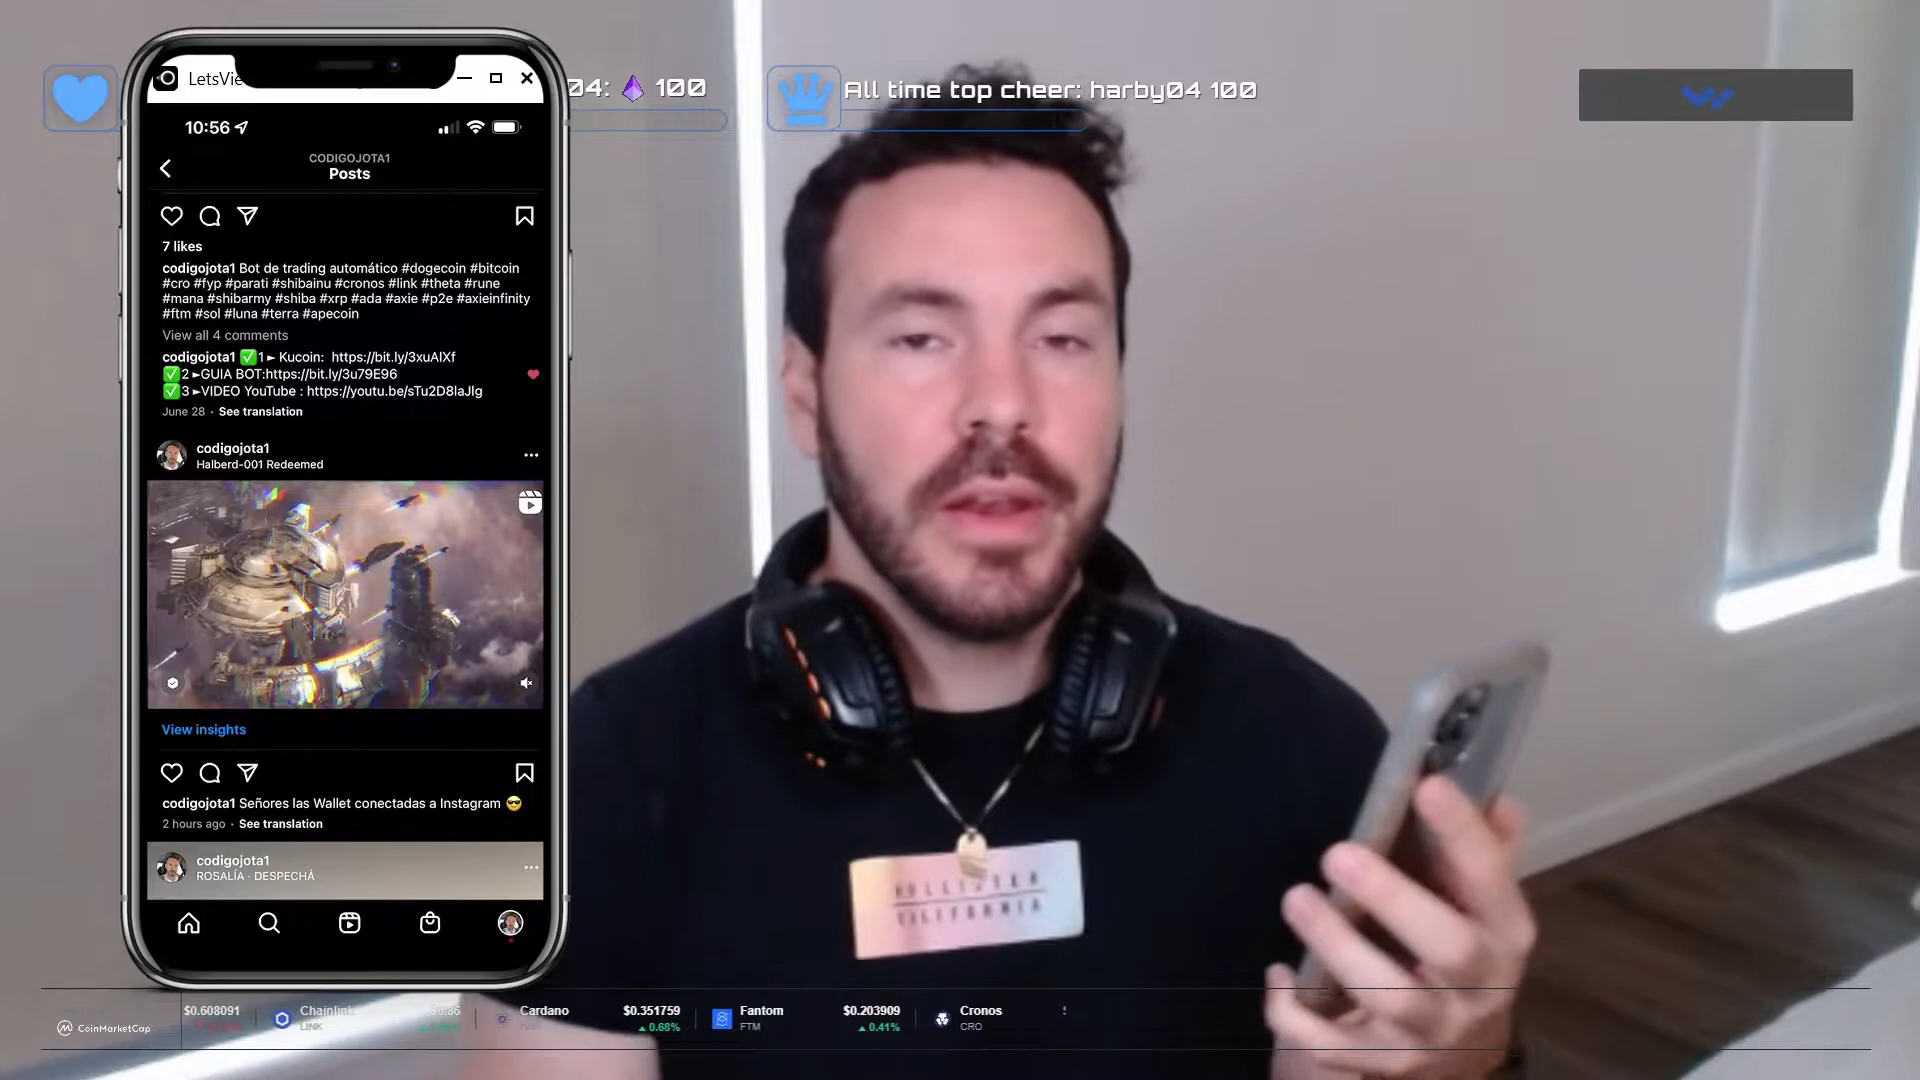 LetsVie
04: 100
All time top cheer: harby04 100
10:56
CODIGOJOTA1
Posts
7 likes
codigojota1 Bot de trading automático #dogecoin #bitcoin
#cro #fyp #parati #shibainu #cronos #link #theta #rune
#mana #shibarmy #shiba #xrp #ada #axie #p2e #axieinfinity
#ftm #sol #luna #terra #apecoin
View all 4 comments
codigojota1 ✅1► Kucoin: https://bit.ly/3xuAlXf
✅2 ►GUIA BOT:https://bit.ly/3u79E96
✅3 ►VIDEO YouTube : https://youtu.be/sTu2D8laJlg
June 28 · See translation
codigojota1
Halberd-001 Redeemed
View insights
codigojota1 Señores las Wallet conectadas a Instagram 😎
2 hours ago · See translation
codigojota1
ROSALÍA · DESPECHÁ
HOLLISTER
CALIFORNIA
CoinMarketCap
$0.608091
Chainlink
LINK
Cardano
$0.351759
▲0.68%
Fantom
FTM
$0.203909
▲0.41%
Cronos
CRO